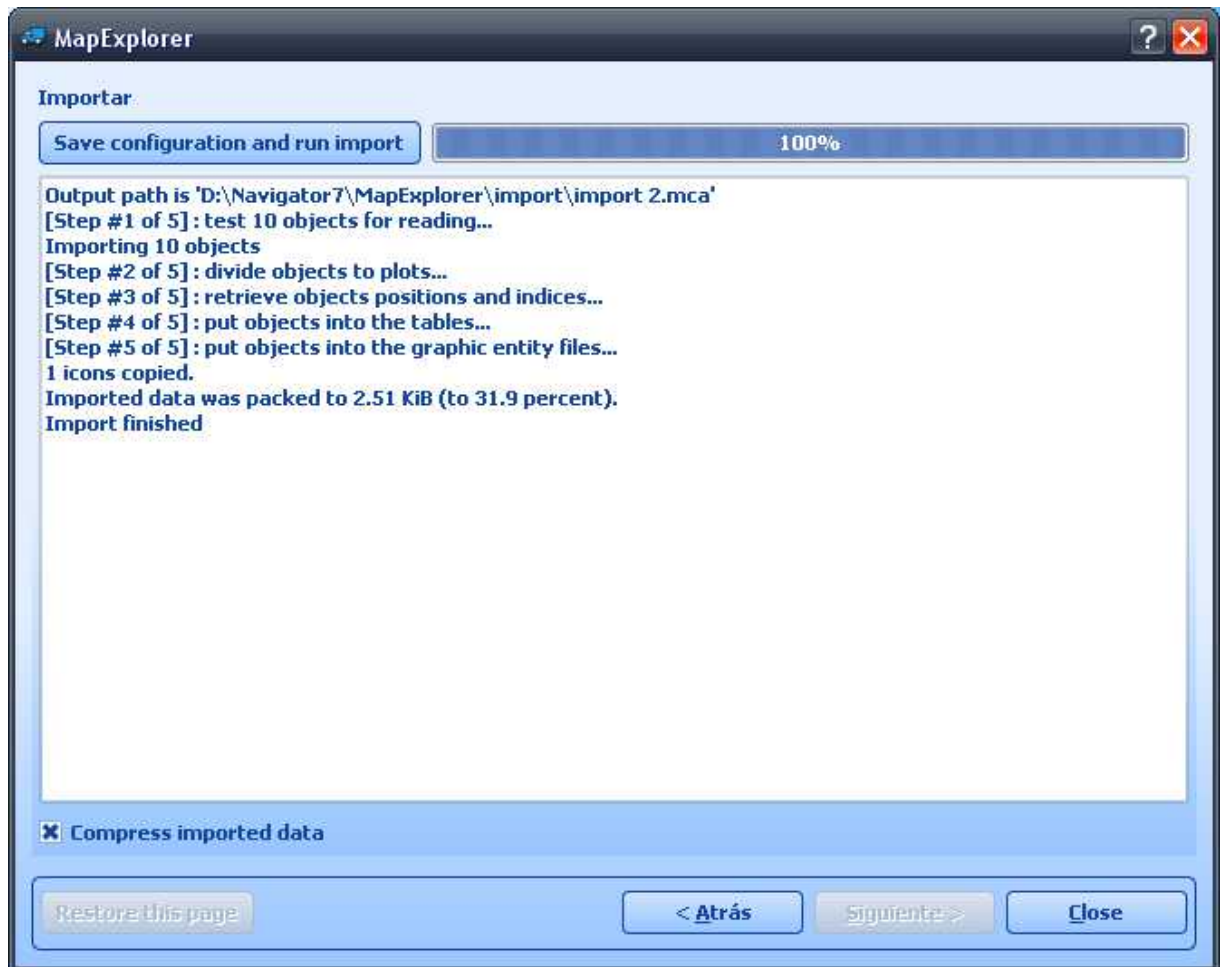 MapExplorer
Importar
Save configuration and run import
100%
Output path is 'D:\Navigator7\MapExplorer\import\import 2.mca'
[Step #1 of 5] : test 10 objects for reading...
Importing 10 objects
[Step #2 of 5] : divide objects to plots...
[Step #3 of 5] : retrieve objects positions and indices...
[Step #4 of 5] : put objects into the tables...
[Step #5 of 5] : put objects into the graphic entity files...
1 icons copied.
Imported data was packed to 2.51 KiB (to 31.9 percent).
Import finished
Compress imported data
Restore this page
< Atrás
Siguiente >
Close